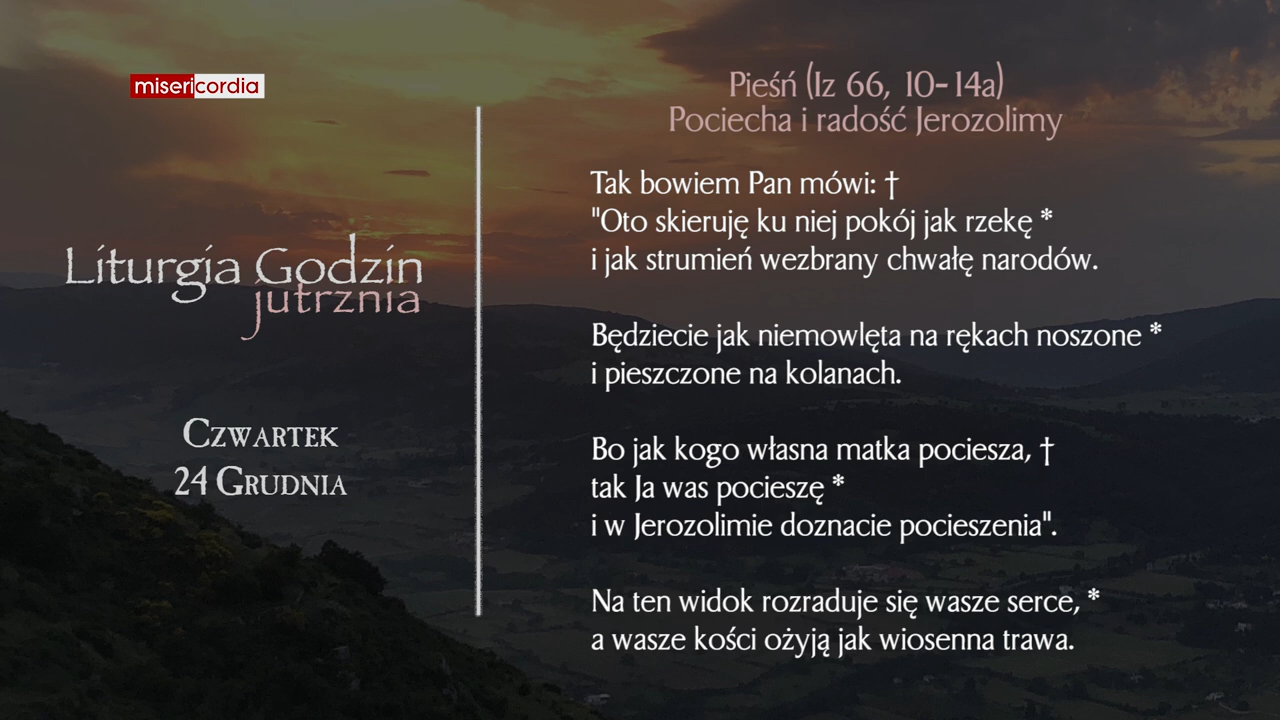 misericordia
Liturgia Godzin
jutrznia
Czwartek
24 Grudnia
Pieśń (Iz 66, 10-14a)
Pociecha i radość Jerozolimy
Tak bowiem Pan mówi: †
"Oto skieruję ku niej pokój jak rzekę *
i jak strumień wezbrany chwałę narodów.
Będziecie jak niemowlęta na rękach noszone *
i pieszczone na kolanach.
Bo jak kogo własna matka pociesza, †
tak Ja was pocieszę *
i w Jerozolimie doznacie pocieszenia".
Na ten widok rozraduje się wasze serce, *
a wasze kości ożyją jak wiosenna trawa.